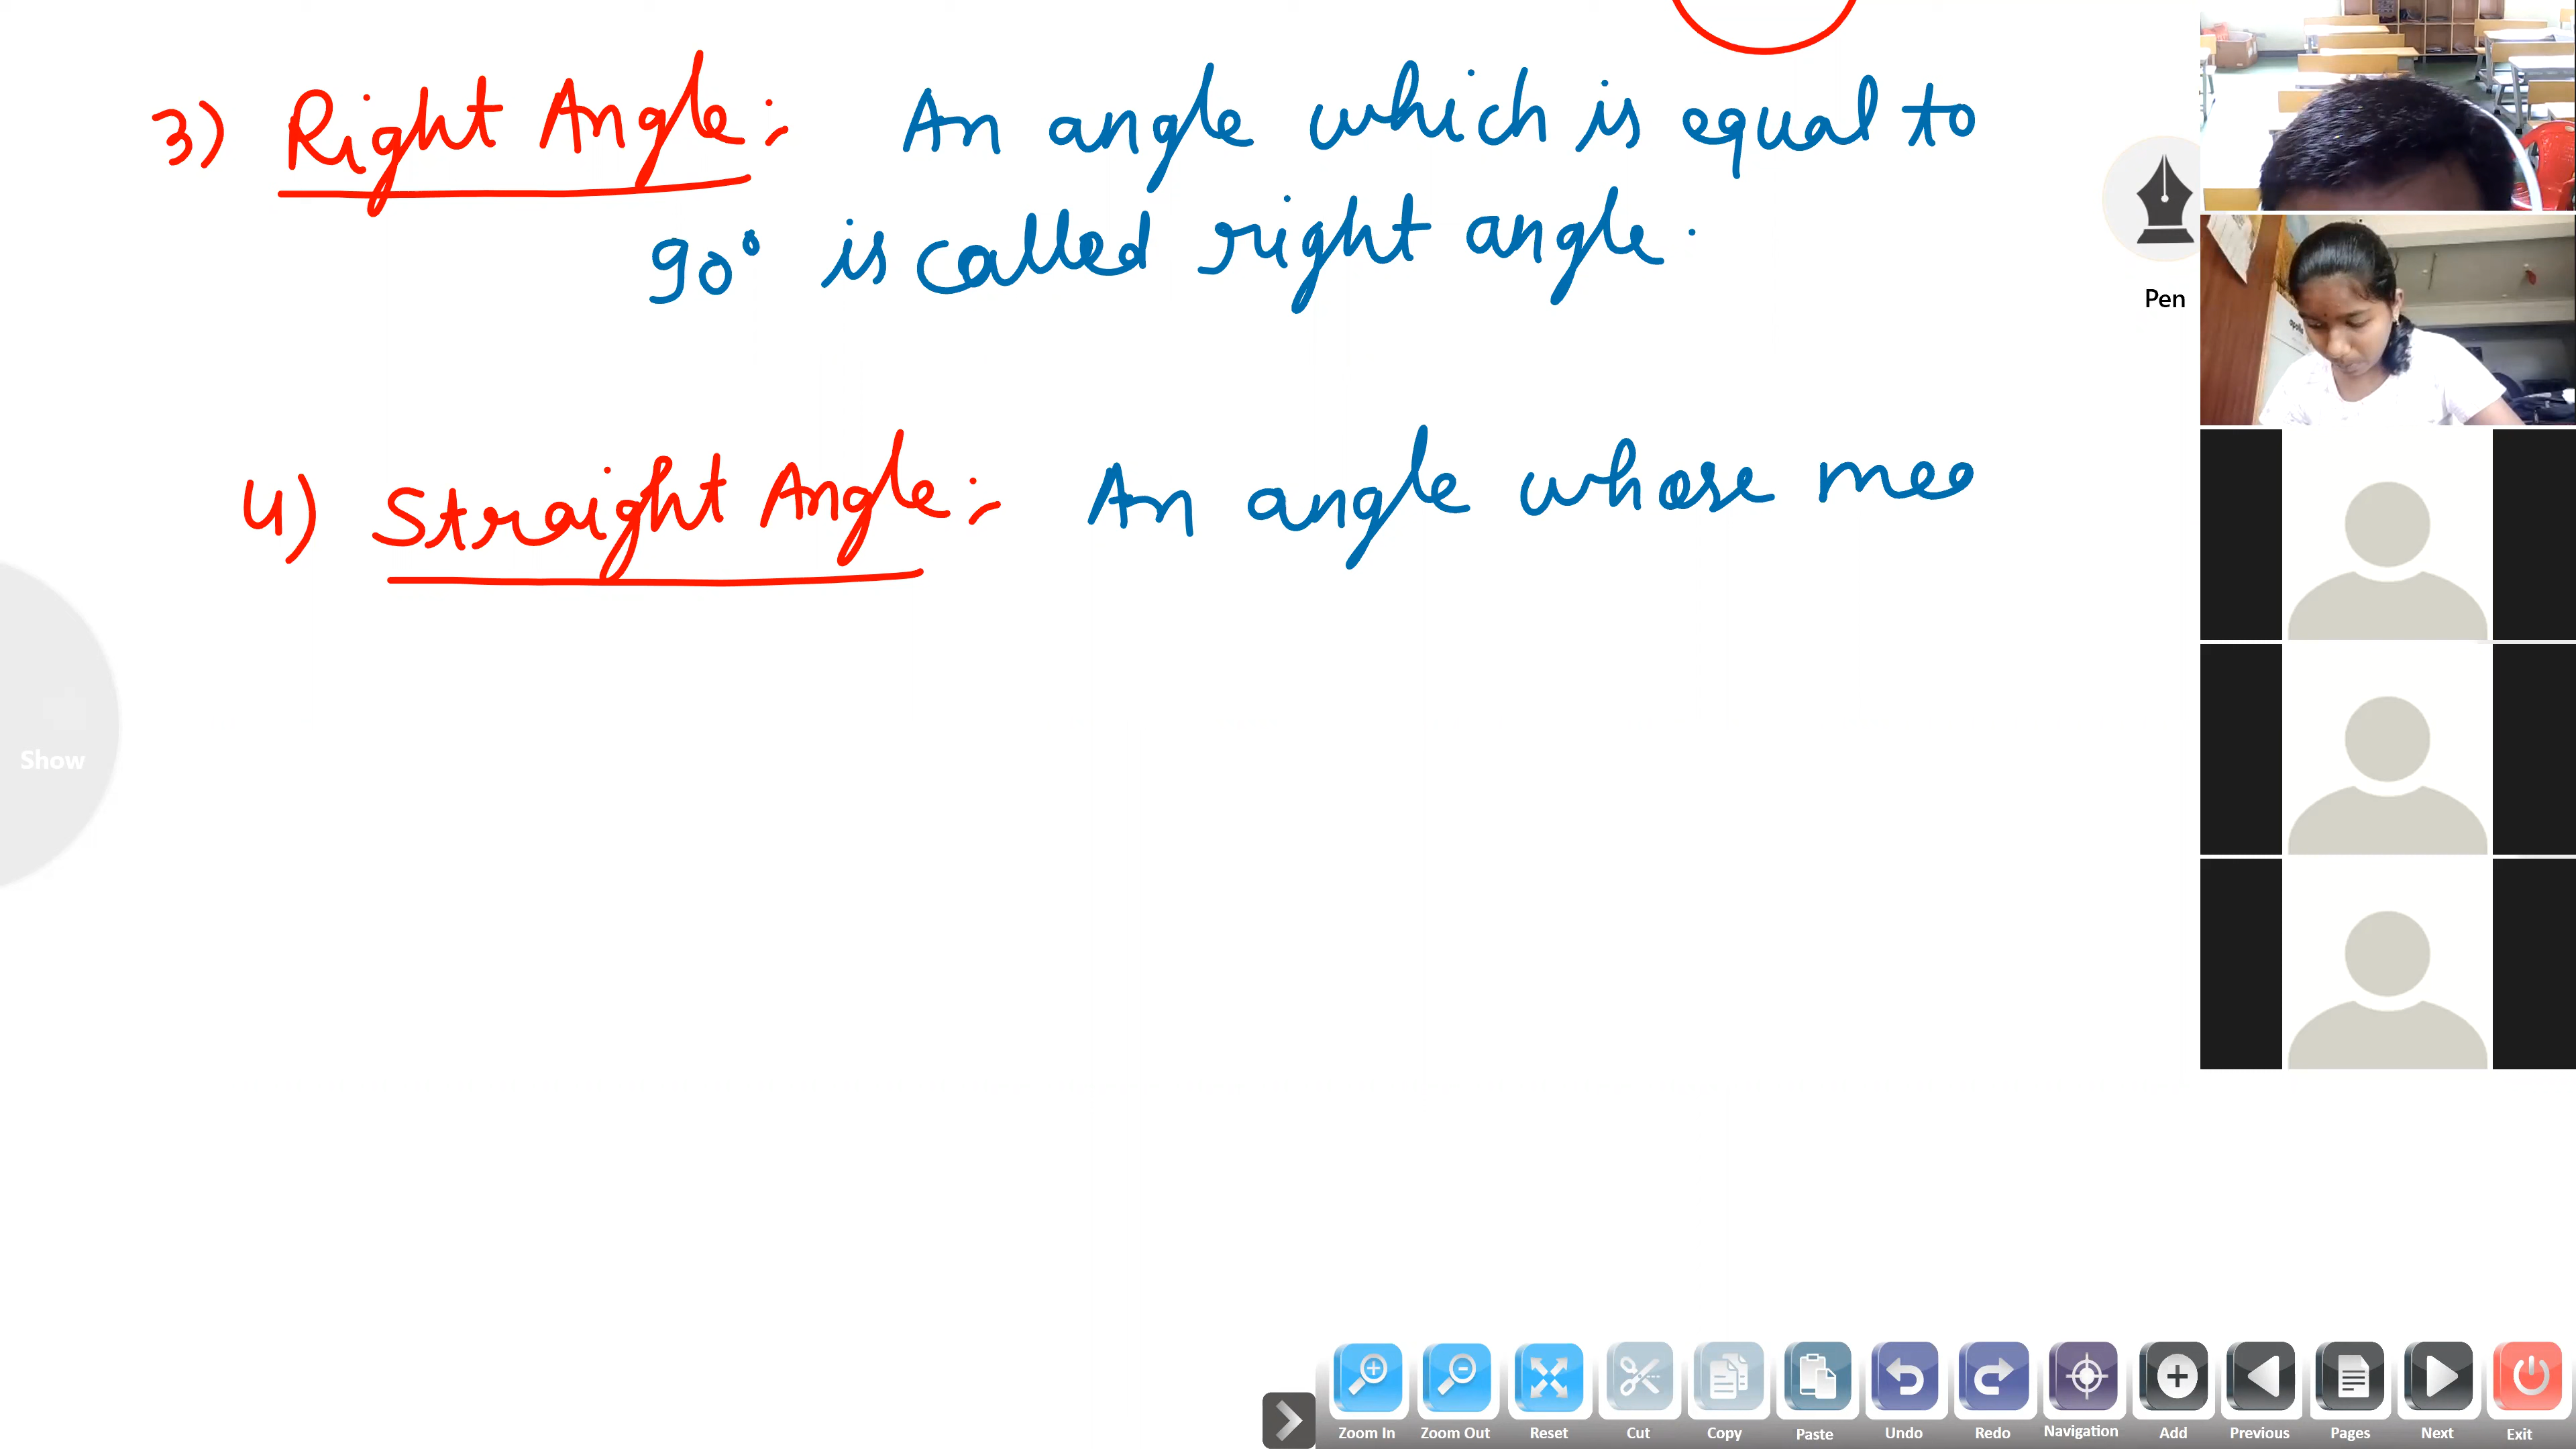 3) Right Angle :- An angle which is equal to
90° is called right angle.
Pen
4) Straight Angle :- An angle whose mea
Show
Zoom In Zoom Out Reset Cut Copy Paste Undo Redo Navigation Add Previous Pages Next Exit